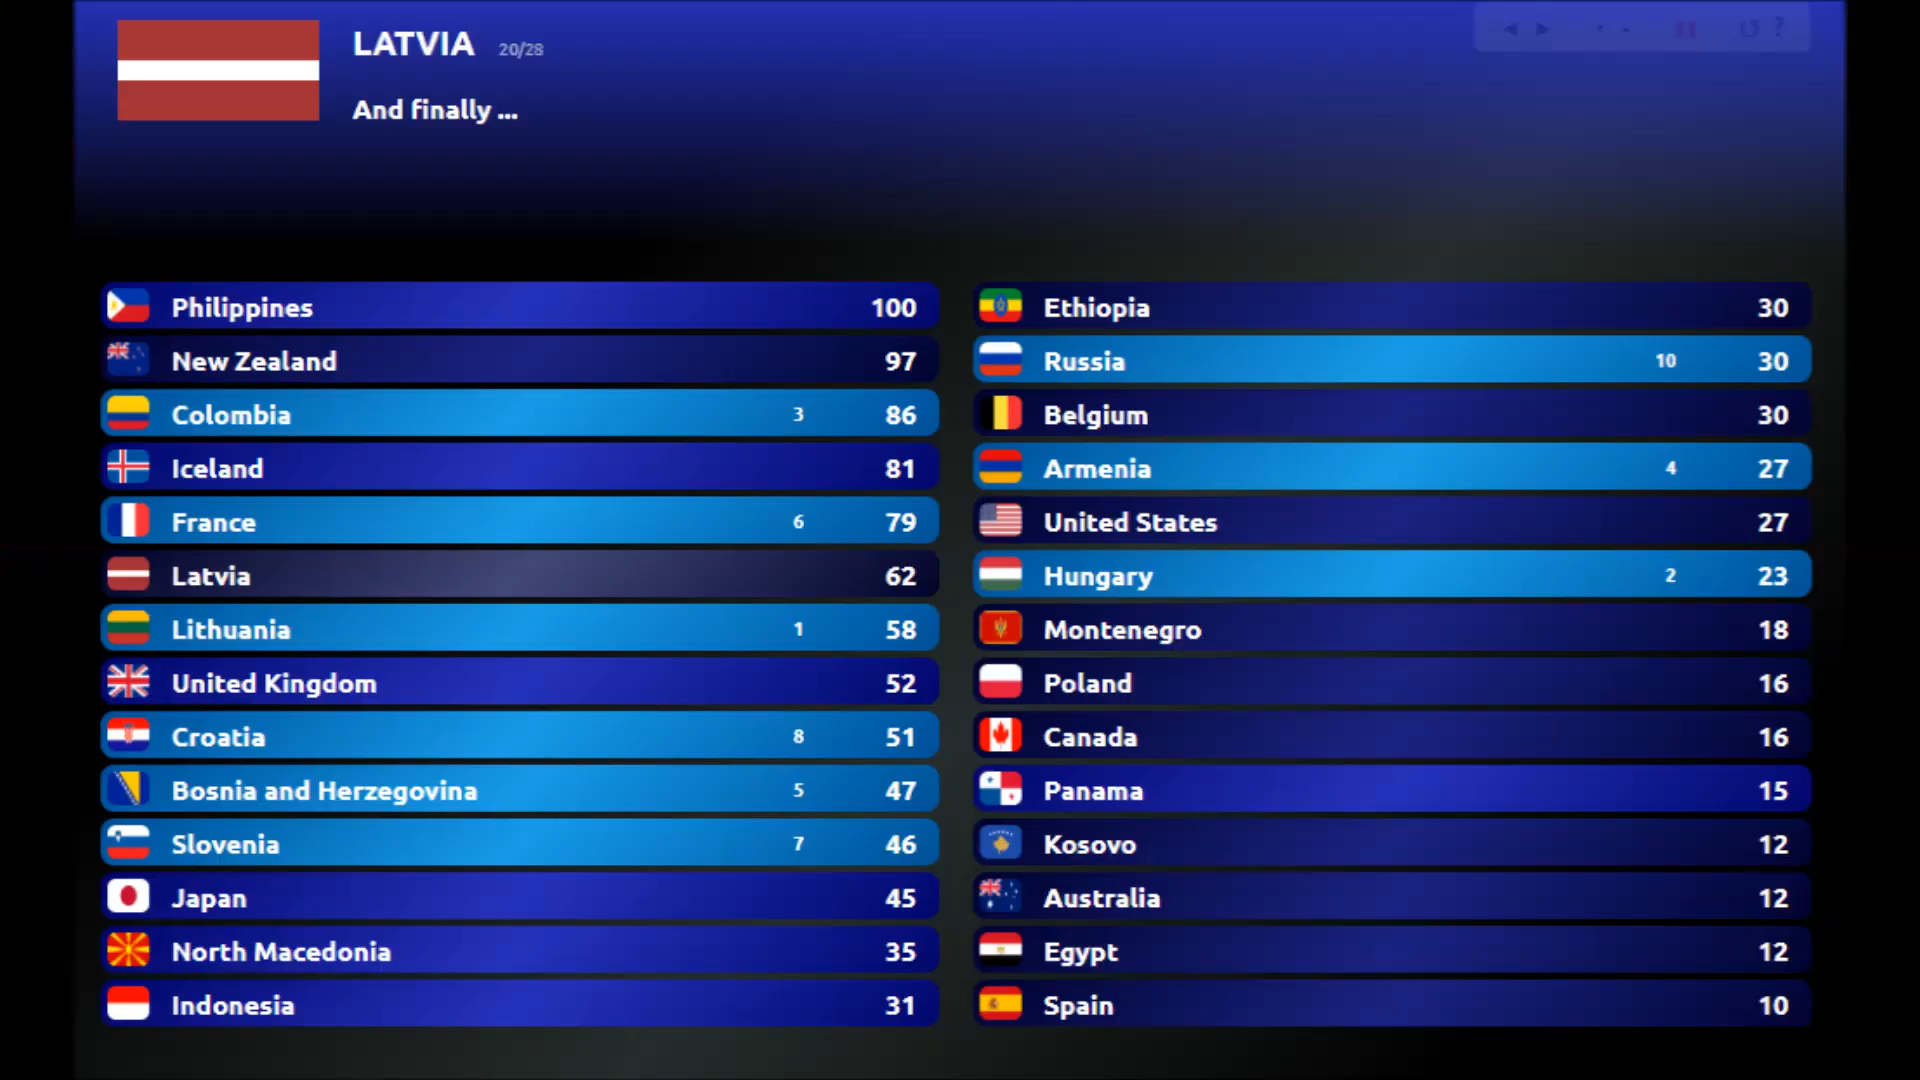 LATVIA 20/28
And finally ...
Philippines 100
New Zealand 97
Colombia 3 86
Iceland 81
France 6 79
Latvia 62
Lithuania 1 58
United Kingdom 52
Croatia 8 51
Bosnia and Herzegovina 5 47
Slovenia 7 46
Japan 45
North Macedonia 35
Indonesia 31
Ethiopia 30
Russia 10 30
Belgium 30
Armenia 4 27
United States 27
Hungary 2 23
Montenegro 18
Poland 16
Canada 16
Panama 15
Kosovo 12
Australia 12
Egypt 12
Spain 10